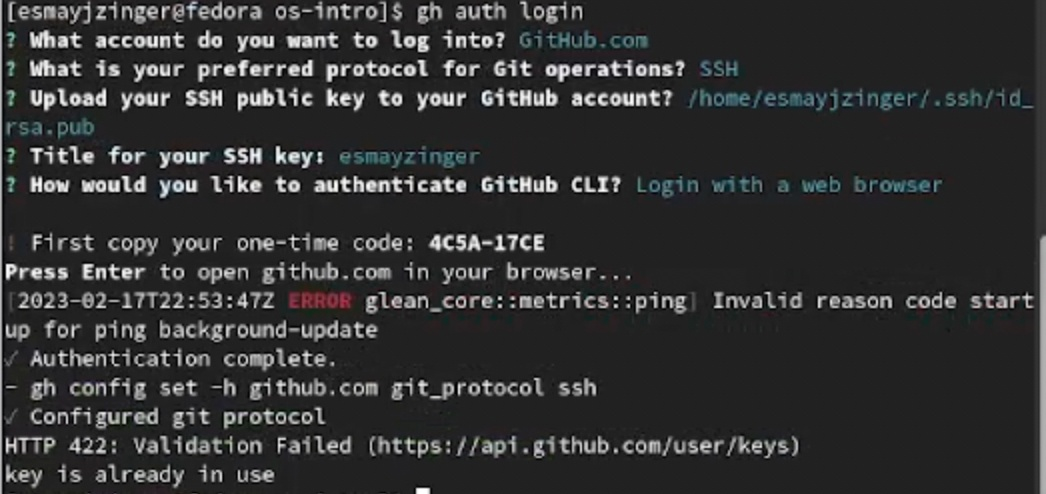 [esmayjzinger@fedora os-intro]$ gh auth login
? What account do you want to log into? GitHub.com
? What is your preferred protocol for Git operations? SSH
? Upload your SSH public key to your GitHub account? /home/esmayjzinger/.ssh/id_
rsa.pub
? Title for your SSH key: esmayzinger
? How would you like to authenticate GitHub CLI? Login with a web browser
! First copy your one-time code: 4C5A-17CE
Press Enter to open github.com in your browser...
[2023-02-17T22:53:47Z ERROR glean_core::metrics::ping] Invalid reason code start
up for ping background-update
✓ Authentication complete.
- gh config set -h github.com git_protocol ssh
✓ Configured git protocol
HTTP 422: Validation Failed (https://api.github.com/user/keys)
key is already in use